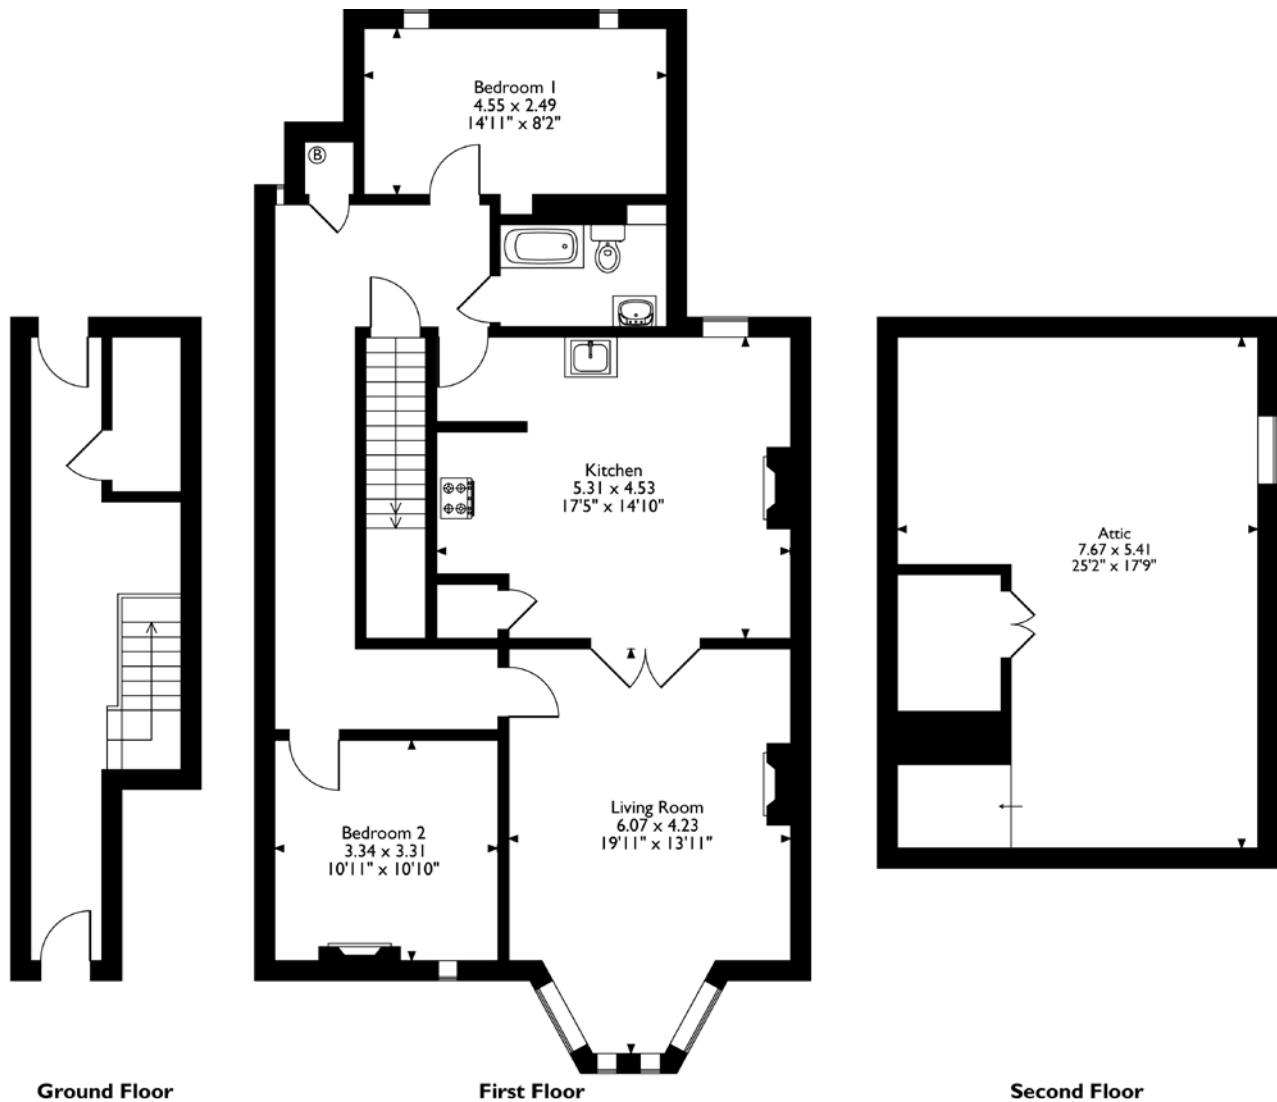 Bedroom 1
4.55 x 2.49
14'11" x 8'2"
B
Kitchen
5.31 x 4.53
17'5" x 14'10"
Attic
7.67 x 5.41
25'2" x 17'9"
Living Room
6.07 x 4.23
19'11" x 13'11"
Bedroom 2
3.34 x 3.31
10'11" x 10'10"
Ground Floor
First Floor
Second Floor